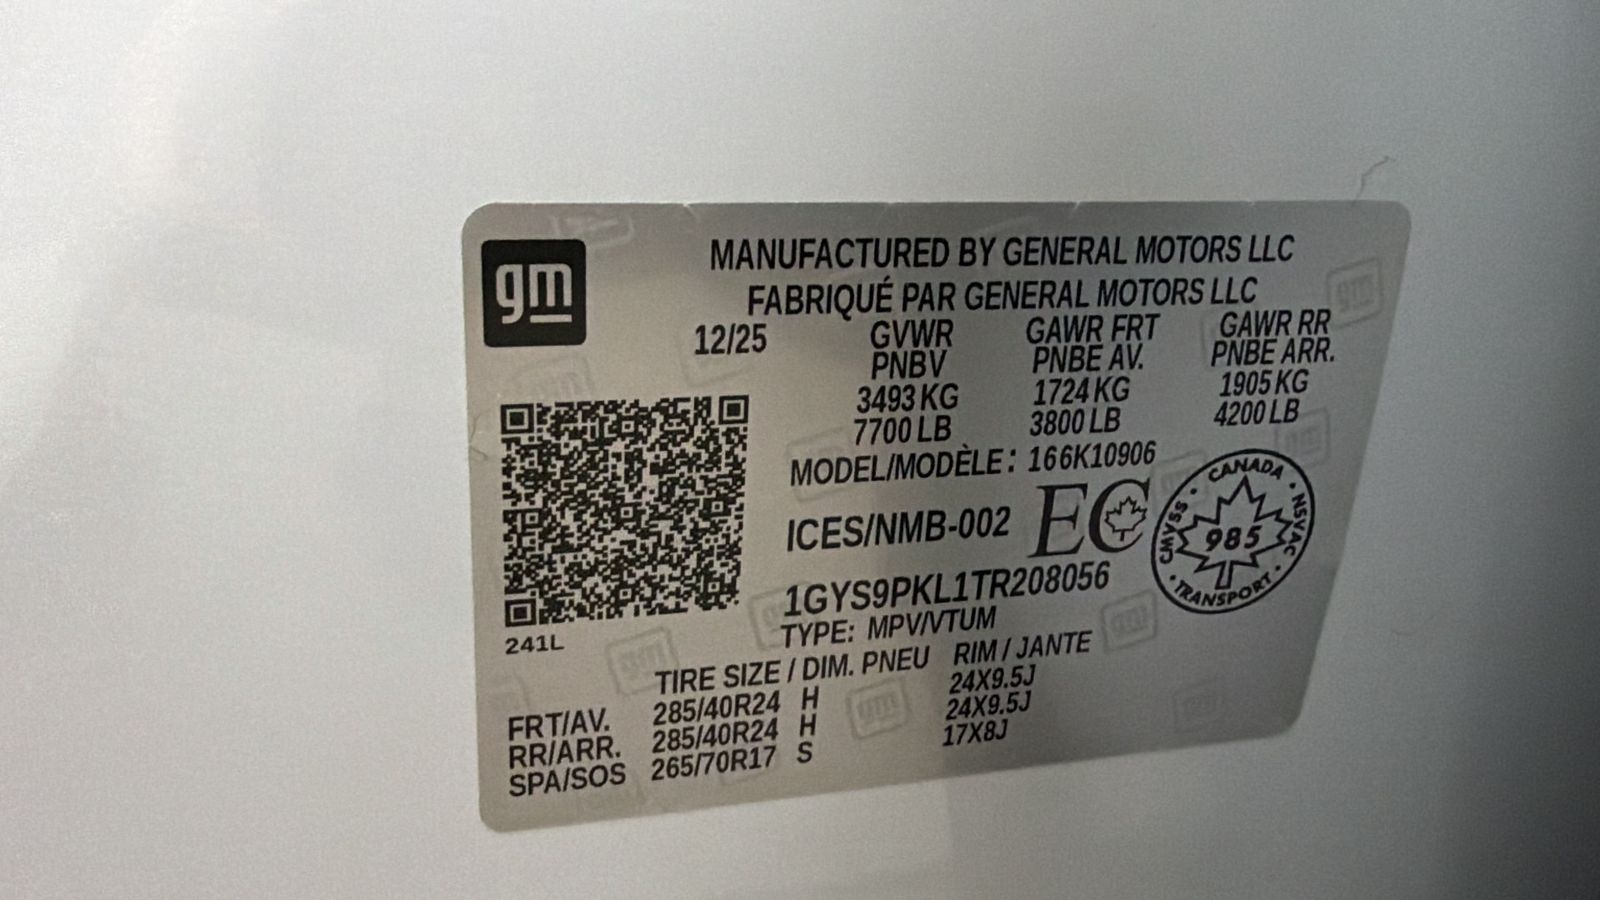 gm
MANUFACTURED BY GENERAL MOTORS LLC
FABRIQUÉ PAR GENERAL MOTORS LLC
12/25 GVWR GAWR FRT GAWR RR
PNBV PNBE AV. PNBE ARR.
3493 KG 1724 KG 1905 KG
7700 LB 3800 LB 4200 LB
MODEL/MODÈLE: 166K10906
ICES/NMB-002 EC
CANADA · NSVAC · TRANSPORT · CMVSS ·
985
1GYS9PKL1TR208056
TYPE: MPV/VTUM
241L
TIRE SIZE / DIM. PNEU RIM / JANTE
FRT/AV. 285/40R24 H 24X9.5J
RR/ARR. 285/40R24 H 24X9.5J
SPA/SOS 265/70R17 S 17X8J